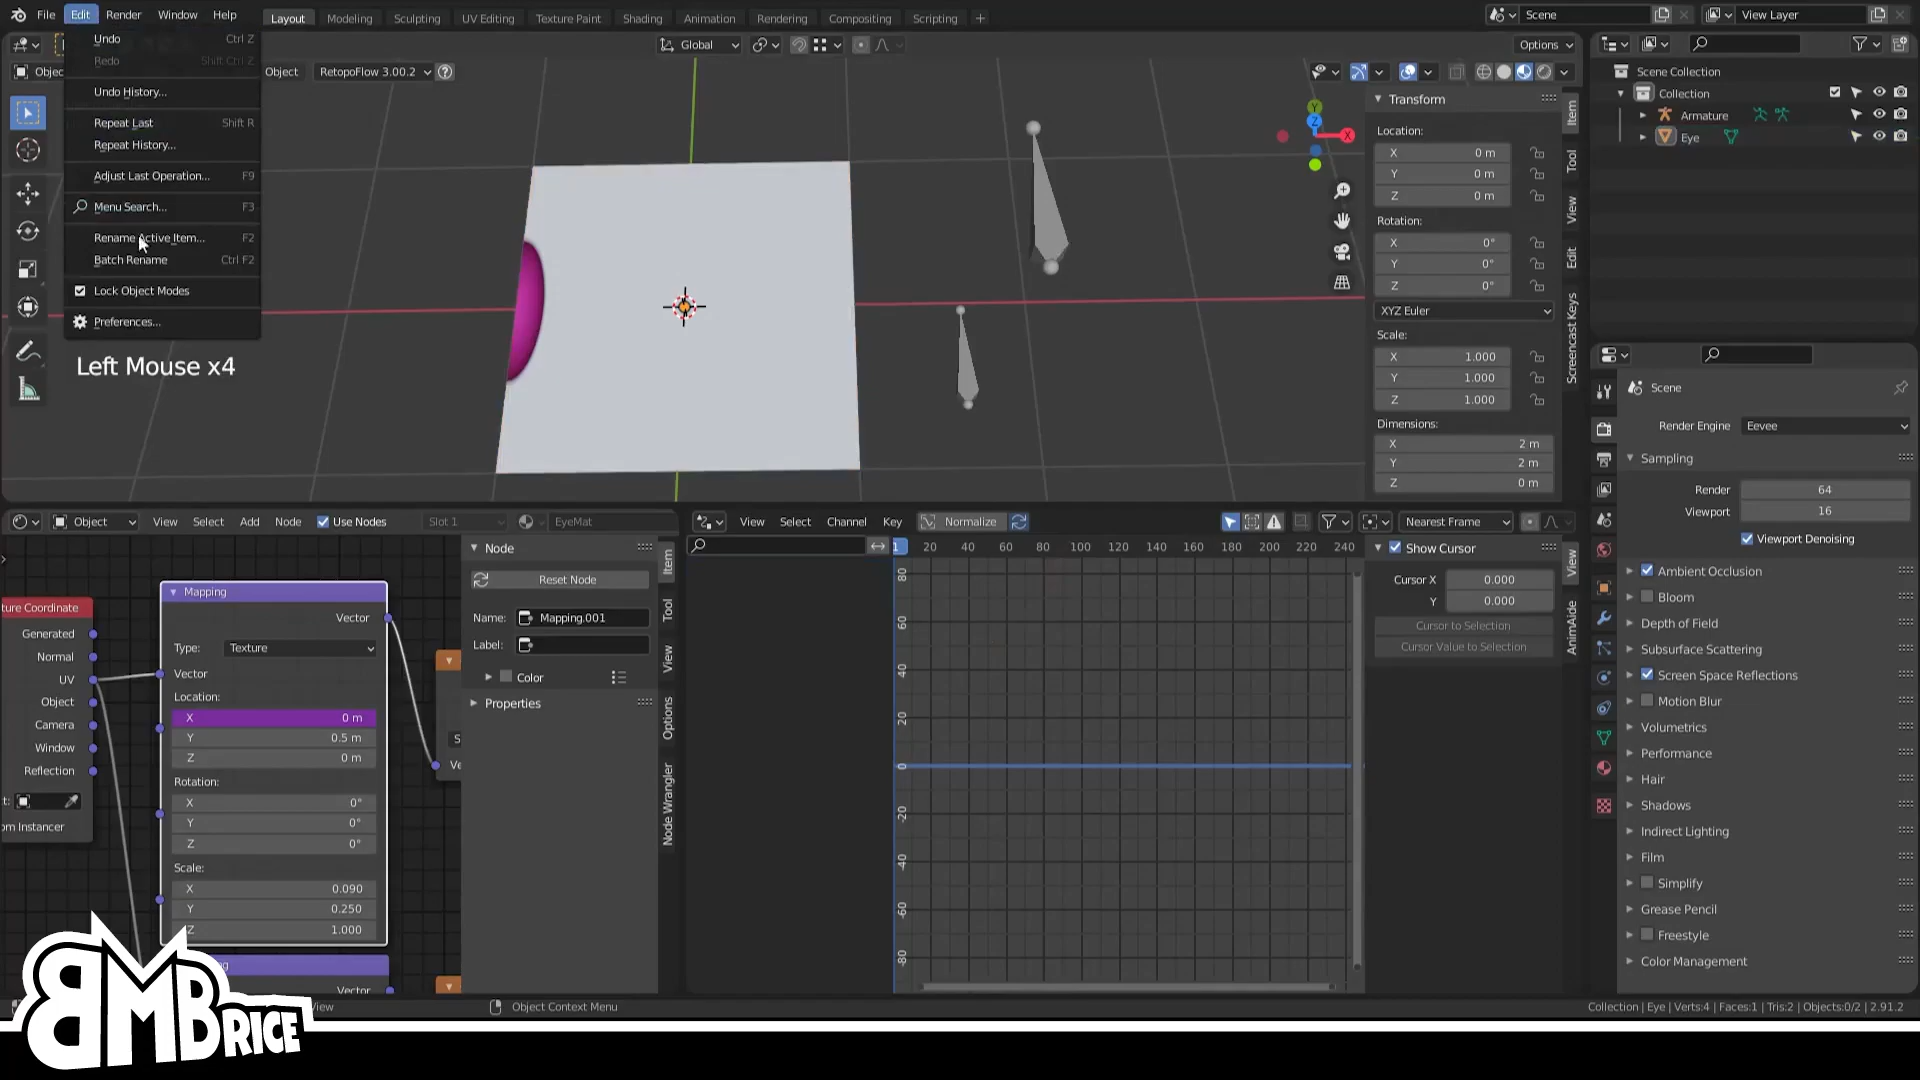 File Edit Render Window Help
Layout Modeling Sculpting UV Editing Texture Paint Shading Animation Rendering Compositing Scripting +
Scene
View Layer
Undo Ctrl Z
Redo Shift Ctrl Z
Undo History...
Repeat Last Shift R
Repeat History...
Adjust Last Operation... F9
Menu Search... F3
Rename Active Item... F2
Batch Rename Ctrl F2
Lock Object Modes
Preferences...
Left Mouse x4
Global
Options
Object RetopoFlow 3.00.2
Y
Z
X
Transform
Location:
X 0 m
Y 0 m
Z 0 m
Rotation:
X 0°
Y 0°
Z 0°
XYZ Euler
Scale:
X 1.000
Y 1.000
Z 1.000
Dimensions:
X 2 m
Y 2 m
Z 0 m
Item
Tool
View
Edit
Screencast Keys
Scene Collection
Collection
Armature
Eye
Scene
Render Engine Eevee
Sampling
Render 64
Viewport 16
Viewport Denoising
Ambient Occlusion
Bloom
Depth of Field
Subsurface Scattering
Screen Space Reflections
Motion Blur
Volumetrics
Performance
Hair
Shadows
Indirect Lighting
Film
Simplify
Grease Pencil
Freestyle
Color Management
Object View Select Add Node Use Nodes Slot 1 EyeMat
ture Coordinate
Generated
Normal
UV
Object
Camera
Window
Reflection
om Instancer
Mapping
Vector
Type: Texture
Vector
Location:
X 0 m
Y 0.5 m
Z 0 m
Rotation:
X 0°
Y 0°
Z 0°
Scale:
X 0.090
Y 0.250
Z 1.000
Vector
Node
Reset Node
Name: Mapping.001
Label:
Color
Properties
Item
Tool
View
Options
Node Wrangler
View Select Channel Key Normalize
Nearest Frame
1 20 40 60 80 100 120 140 160 180 200 220 240
80
60
40
20
0
-20
-40
-60
-80
Show Cursor
Cursor X 0.000
Y 0.000
Cursor to Selection
Cursor Value to Selection
View
AnimAide
View
Object Context Menu
Collection | Eye | Verts:4 | Faces:1 | Tris:2 | Objects:0/2 | 2.91.2
BMBRICE